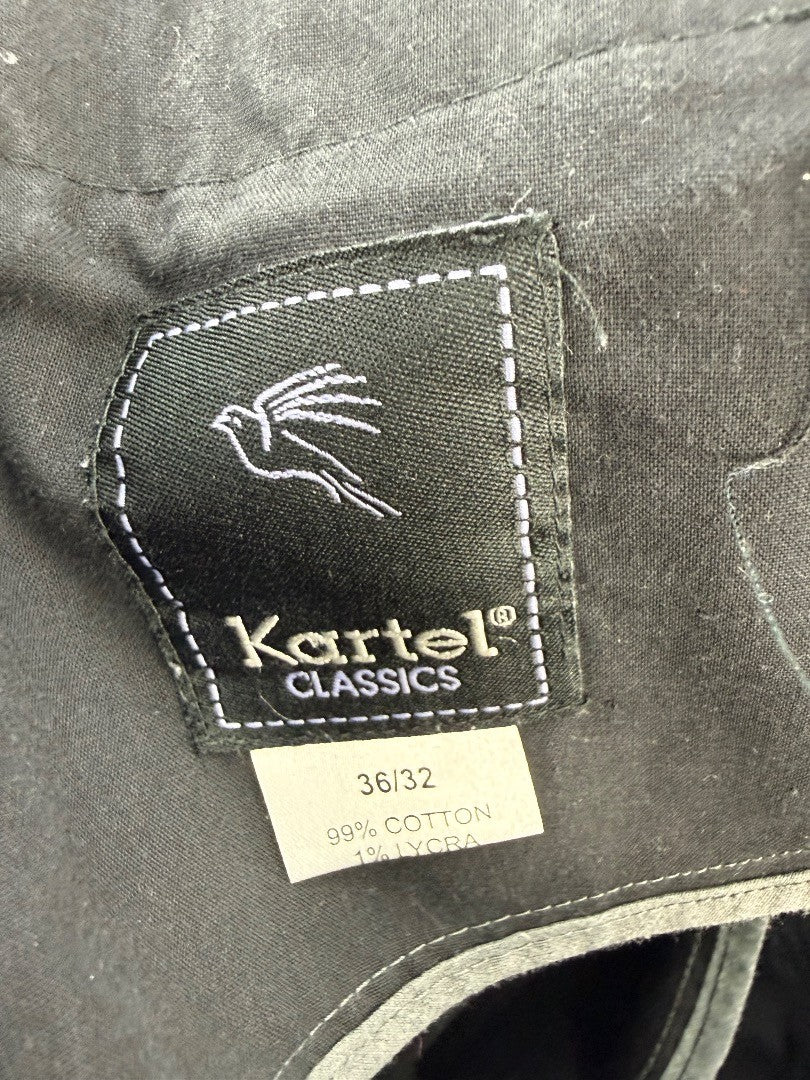 Kartel®
CLASSICS
36/32
99% COTTON
1% LYCRA